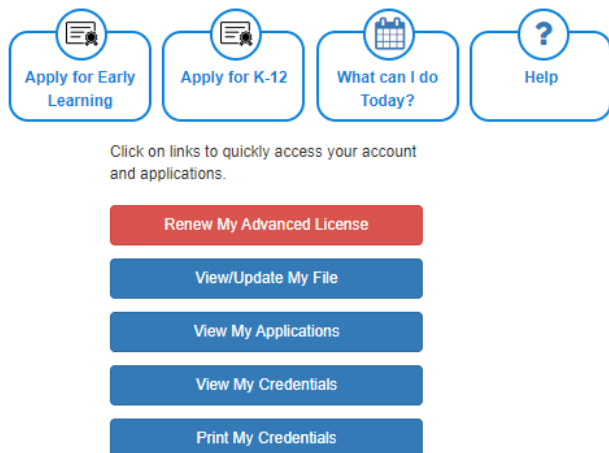 ?
Apply for Early
Learning
Apply for K-12
What can I do
Today?
Help
Click on links to quickly access your account
and applications.
Renew My Advanced License
View/Update My File
View My Applications
View My Credentials
Print My Credentials